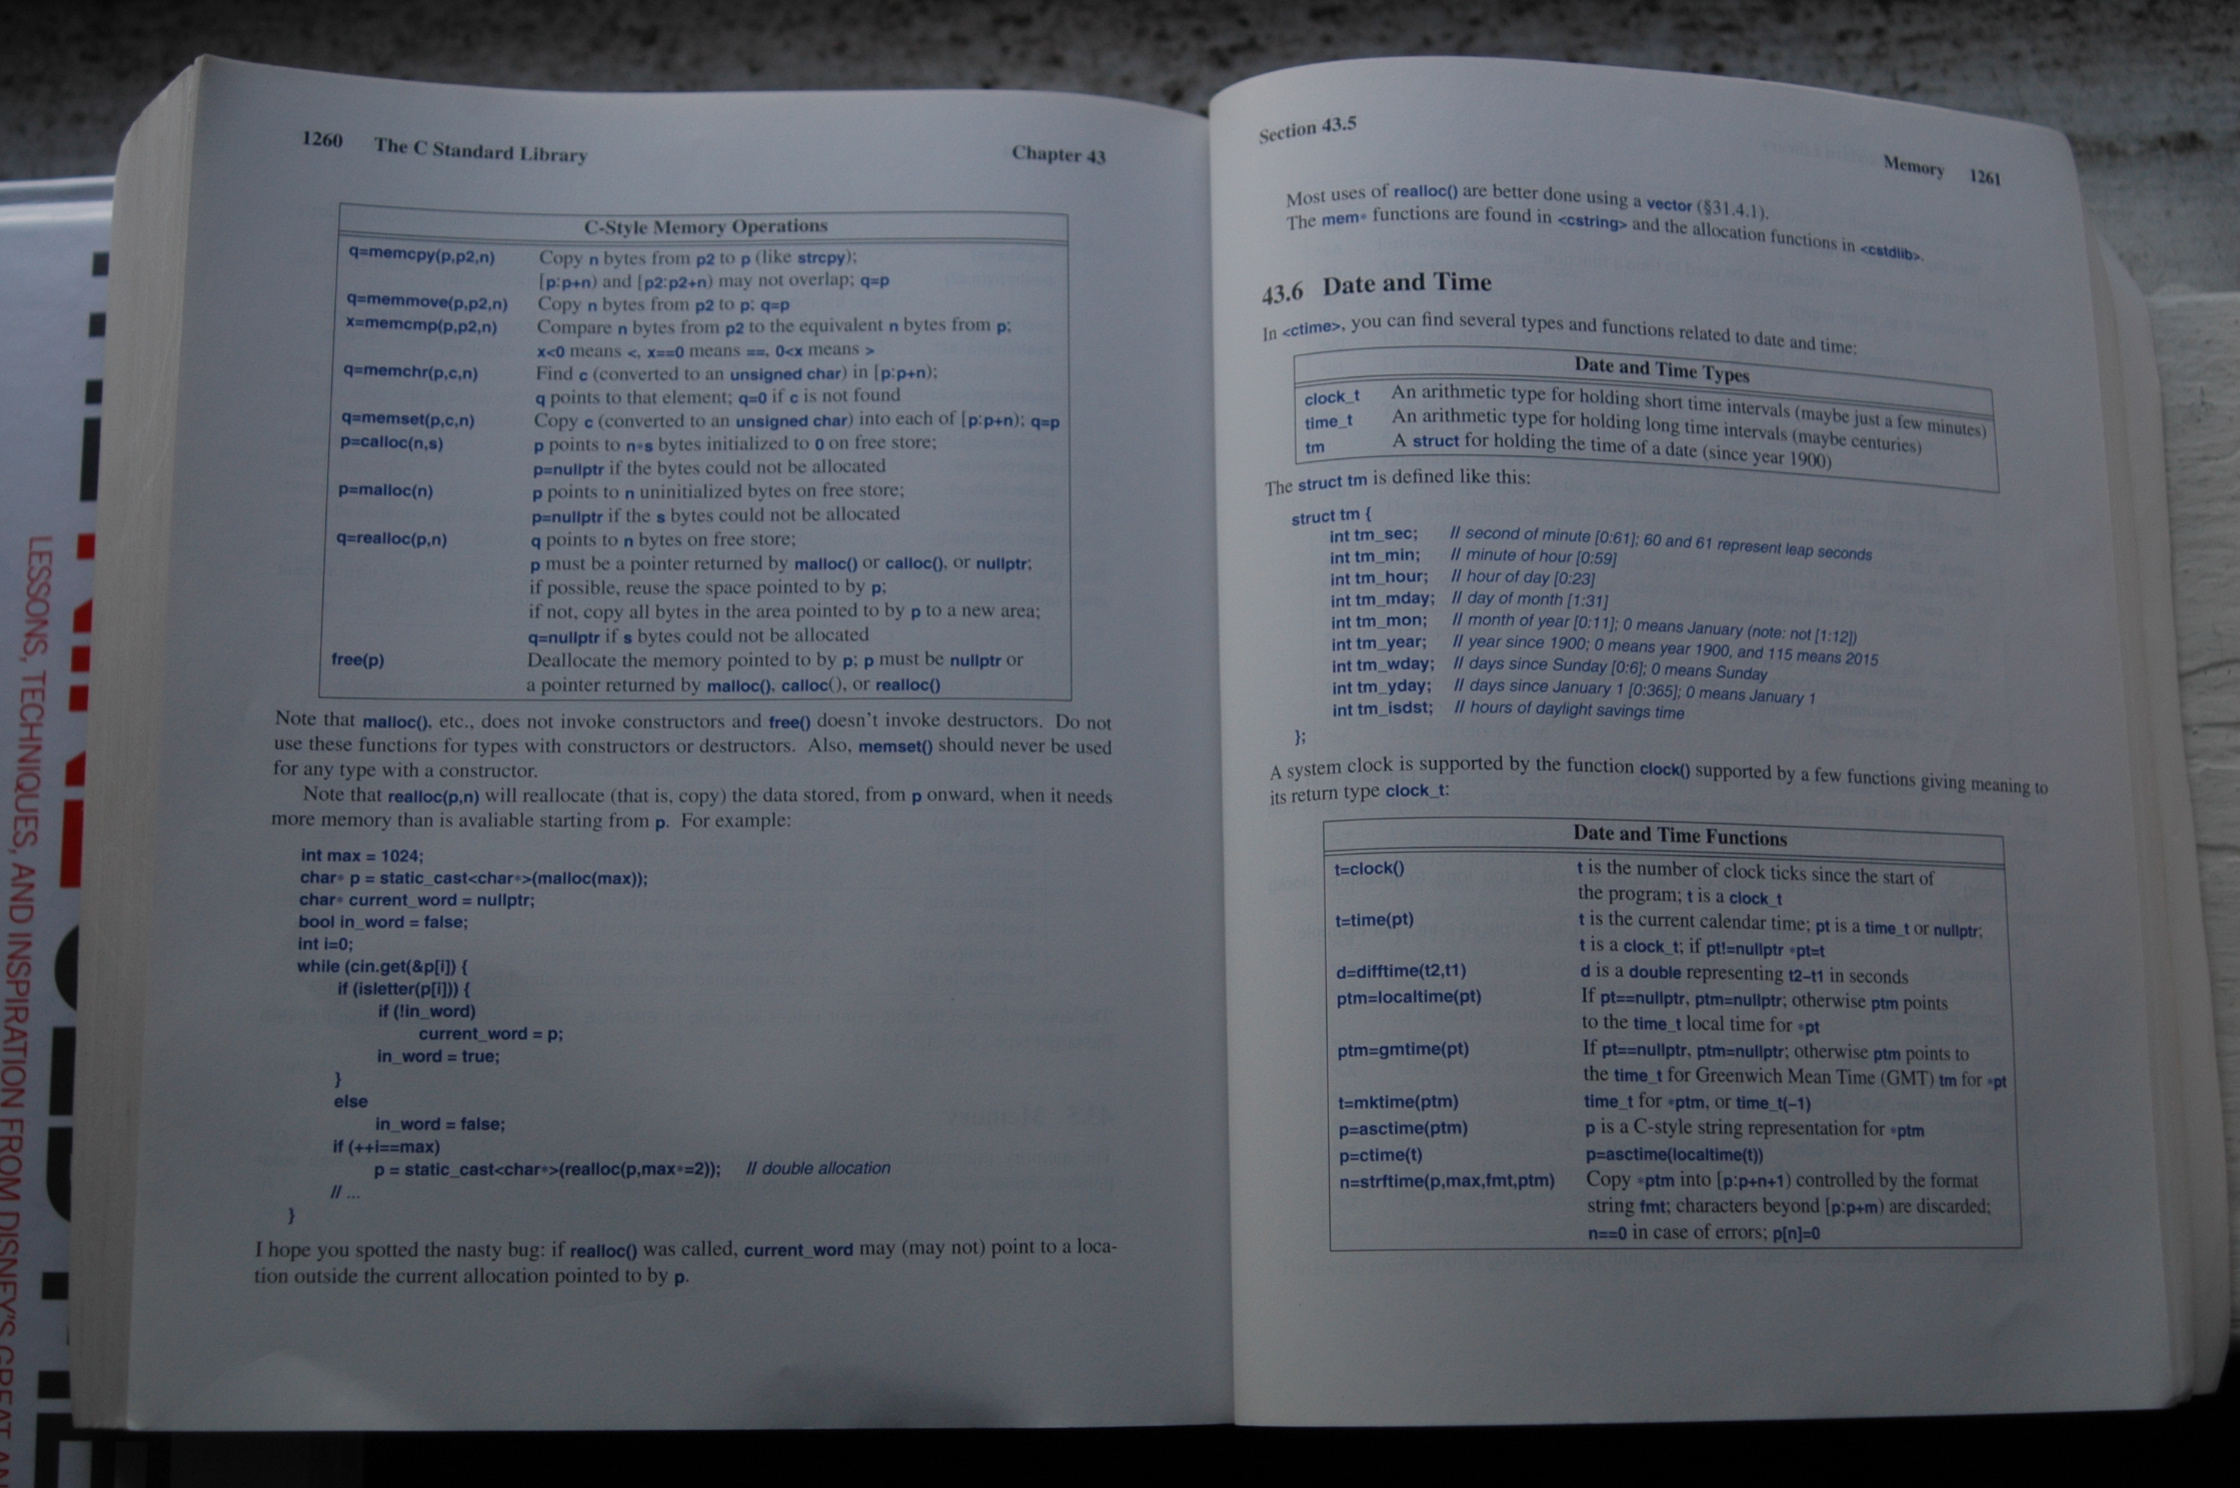 1260 The C Standard Library Chapter 43
C-Style Memory Operations
q=memcpy(p,p2,n) Copy n bytes from p2 to p (like strcpy);
[p:p+n) and [p2:p2+n) may not overlap; q=p
q=memmove(p,p2,n) Copy n bytes from p2 to p; q=p
x=memcmp(p,p2,n) Compare n bytes from p2 to the equivalent n bytes from p;
x<0 means <, x==0 means ==, 0<x means >
q=memchr(p,c,n) Find c (converted to an unsigned char) in [p:p+n);
q points to that element; q=0 if c is not found
q=memset(p,c,n) Copy c (converted to an unsigned char) into each of [p:p+n); q=p
p=calloc(n,s) p points to n*s bytes initialized to 0 on free store;
p=nullptr if the bytes could not be allocated
p=malloc(n) p points to n uninitialized bytes on free store;
p=nullptr if the s bytes could not be allocated
q=realloc(p,n) q points to n bytes on free store;
p must be a pointer returned by malloc() or calloc(), or nullptr;
if possible, reuse the space pointed to by p;
if not, copy all bytes in the area pointed to by p to a new area;
q=nullptr if s bytes could not be allocated
free(p) Deallocate the memory pointed to by p; p must be nullptr or
a pointer returned by malloc(), calloc(), or realloc()
Note that malloc(), etc., does not invoke constructors and free() doesn't invoke destructors. Do not
use these functions for types with constructors or destructors. Also, memset() should never be used
for any type with a constructor.
Note that realloc(p,n) will reallocate (that is, copy) the data stored, from p onward, when it needs
more memory than is avaliable starting from p. For example:
int max = 1024;
char* p = static_cast<char*>(malloc(max));
char* current_word = nullptr;
bool in_word = false;
int i=0;
while (cin.get(&p[i]) {
if (isletter(p[i])) {
if (!in_word)
current_word = p;
in_word = true;
}
else
in_word = false;
if (++i==max)
p = static_cast<char*>(realloc(p,max*=2)); // double allocation
// ...
}
I hope you spotted the nasty bug: if realloc() was called, current_word may (may not) point to a loca-
tion outside the current allocation pointed to by p.
Section 43.5 Memory 1261
Most uses of realloc() are better done using a vector (§31.4.1).
The mem* functions are found in <cstring> and the allocation functions in <cstdlib>.
43.6 Date and Time
In <ctime>, you can find several types and functions related to date and time:
Date and Time Types
clock_t An arithmetic type for holding short time intervals (maybe just a few minutes)
time_t An arithmetic type for holding long time intervals (maybe centuries)
tm A struct for holding the time of a date (since year 1900)
The struct tm is defined like this:
struct tm {
int tm_sec; // second of minute [0:61]; 60 and 61 represent leap seconds
int tm_min; // minute of hour [0:59]
int tm_hour; // hour of day [0:23]
int tm_mday; // day of month [1:31]
int tm_mon; // month of year [0:11]; 0 means January (note: not [1:12])
int tm_year; // year since 1900; 0 means year 1900, and 115 means 2015
int tm_wday; // days since Sunday [0:6]; 0 means Sunday
int tm_yday; // days since January 1 [0:365]; 0 means January 1
int tm_isdst; // hours of daylight savings time
};
A system clock is supported by the function clock() supported by a few functions giving meaning to
its return type clock_t:
Date and Time Functions
t=clock() t is the number of clock ticks since the start of
the program; t is a clock_t
t=time(pt) t is the current calendar time; pt is a time_t or nullptr;
t is a clock_t; if pt!=nullptr *pt=t
d=difftime(t2,t1) d is a double representing t2–t1 in seconds
ptm=localtime(pt) If pt==nullptr, ptm=nullptr; otherwise ptm points
to the time_t local time for *pt
ptm=gmtime(pt) If pt==nullptr, ptm=nullptr; otherwise ptm points to
the time_t for Greenwich Mean Time (GMT) tm for *pt
t=mktime(ptm) time_t for *ptm, or time_t(–1)
p=asctime(ptm) p is a C-style string representation for *ptm
p=ctime(t) p=asctime(localtime(t))
n=strftime(p,max,fmt,ptm) Copy *ptm into [p:p+n+1) controlled by the format
string fmt; characters beyond [p:p+m) are discarded;
n==0 in case of errors; p[n]=0
LESSONS, TECHNIQUES, AND INSPIRATION FROM DISNEY'S GREAT